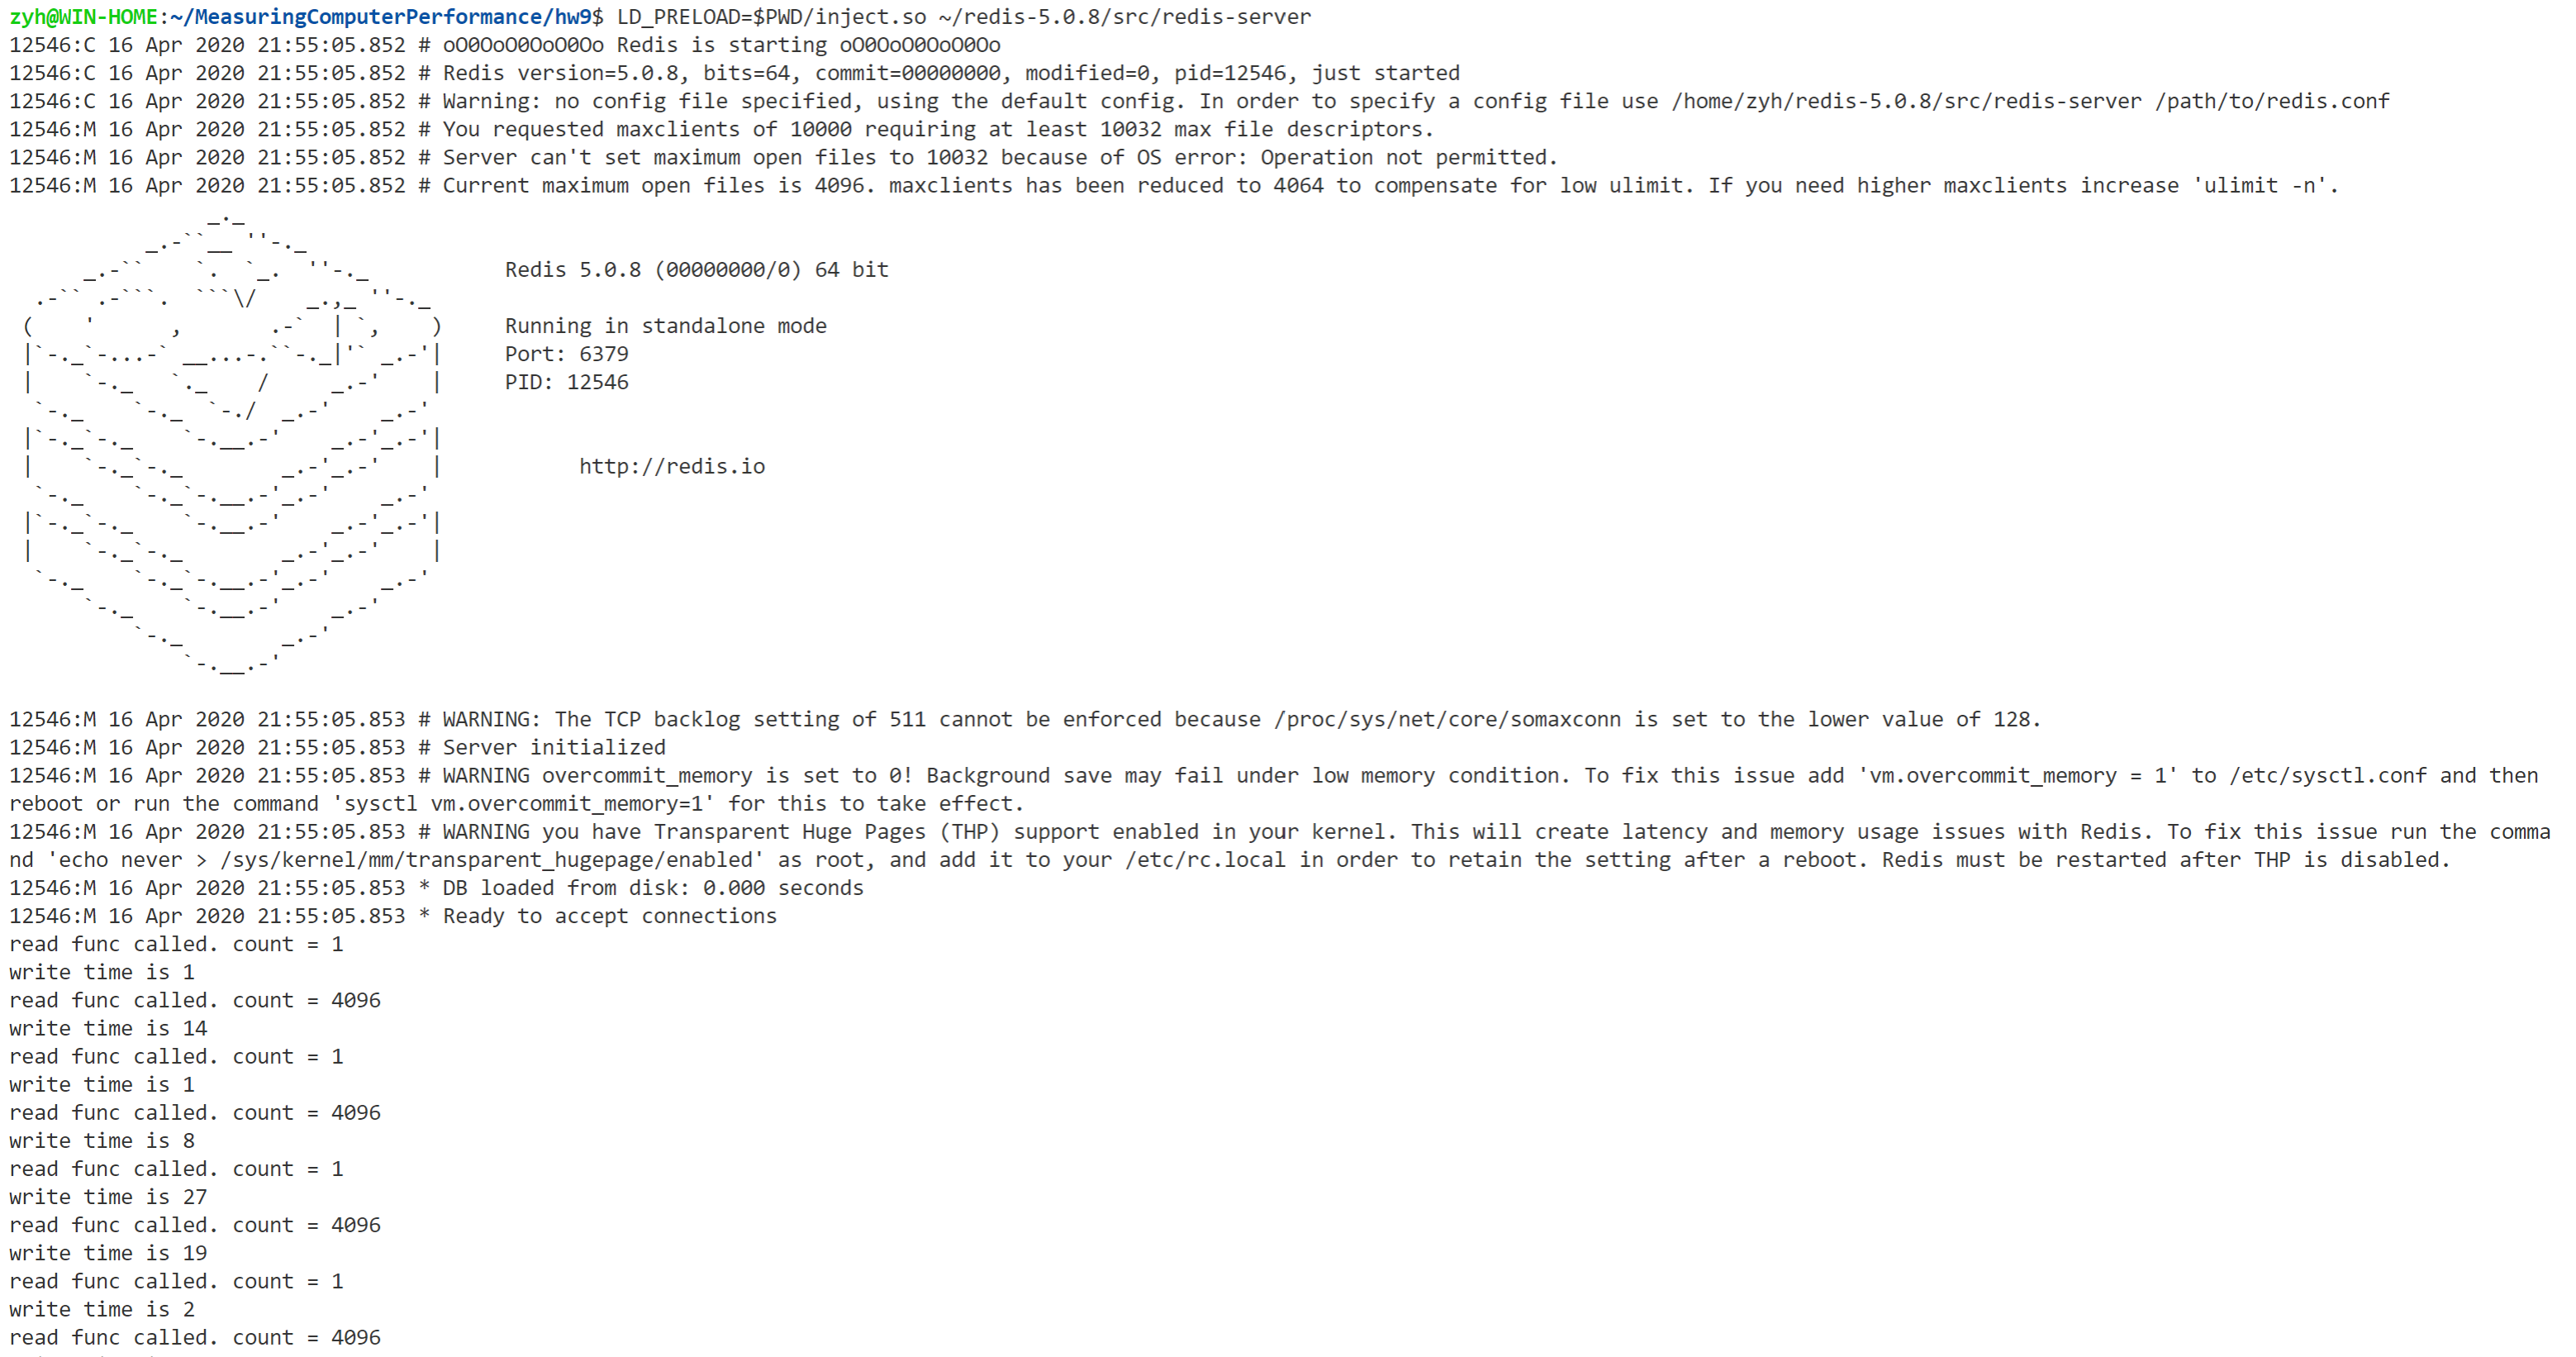 zyh@WIN-HOME:~/MeasuringComputerPerformance/hw9$ LD_PRELOAD=$PWD/inject.so ~/redis-5.0.8/src/redis-server
12546:C 16 Apr 2020 21:55:05.852 # oO0OoO0OoO0Oo Redis is starting oO0OoO0OoO0Oo
12546:C 16 Apr 2020 21:55:05.852 # Redis version=5.0.8, bits=64, commit=00000000, modified=0, pid=12546, just started
12546:C 16 Apr 2020 21:55:05.852 # Warning: no config file specified, using the default config. In order to specify a config file use /home/zyh/redis-5.0.8/src/redis-server /path/to/redis.conf
12546:M 16 Apr 2020 21:55:05.852 # You requested maxclients of 10000 requiring at least 10032 max file descriptors.
12546:M 16 Apr 2020 21:55:05.852 # Server can't set maximum open files to 10032 because of OS error: Operation not permitted.
12546:M 16 Apr 2020 21:55:05.852 # Current maximum open files is 4096. maxclients has been reduced to 4064 to compensate for low ulimit. If you need higher maxclients increase 'ulimit -n'.
Redis 5.0.8 (00000000/0) 64 bit
Running in standalone mode
Port: 6379
PID: 12546
http://redis.io
12546:M 16 Apr 2020 21:55:05.853 # WARNING: The TCP backlog setting of 511 cannot be enforced because /proc/sys/net/core/somaxconn is set to the lower value of 128.
12546:M 16 Apr 2020 21:55:05.853 # Server initialized
12546:M 16 Apr 2020 21:55:05.853 # WARNING overcommit_memory is set to 0! Background save may fail under low memory condition. To fix this issue add 'vm.overcommit_memory = 1' to /etc/sysctl.conf and then
reboot or run the command 'sysctl vm.overcommit_memory=1' for this to take effect.
12546:M 16 Apr 2020 21:55:05.853 # WARNING you have Transparent Huge Pages (THP) support enabled in your kernel. This will create latency and memory usage issues with Redis. To fix this issue run the comma
nd 'echo never > /sys/kernel/mm/transparent_hugepage/enabled' as root, and add it to your /etc/rc.local in order to retain the setting after a reboot. Redis must be restarted after THP is disabled.
12546:M 16 Apr 2020 21:55:05.853 * DB loaded from disk: 0.000 seconds
12546:M 16 Apr 2020 21:55:05.853 * Ready to accept connections
read func called. count = 1
write time is 1
read func called. count = 4096
write time is 14
read func called. count = 1
write time is 1
read func called. count = 4096
write time is 8
read func called. count = 1
write time is 27
read func called. count = 4096
write time is 19
read func called. count = 1
write time is 2
read func called. count = 4096